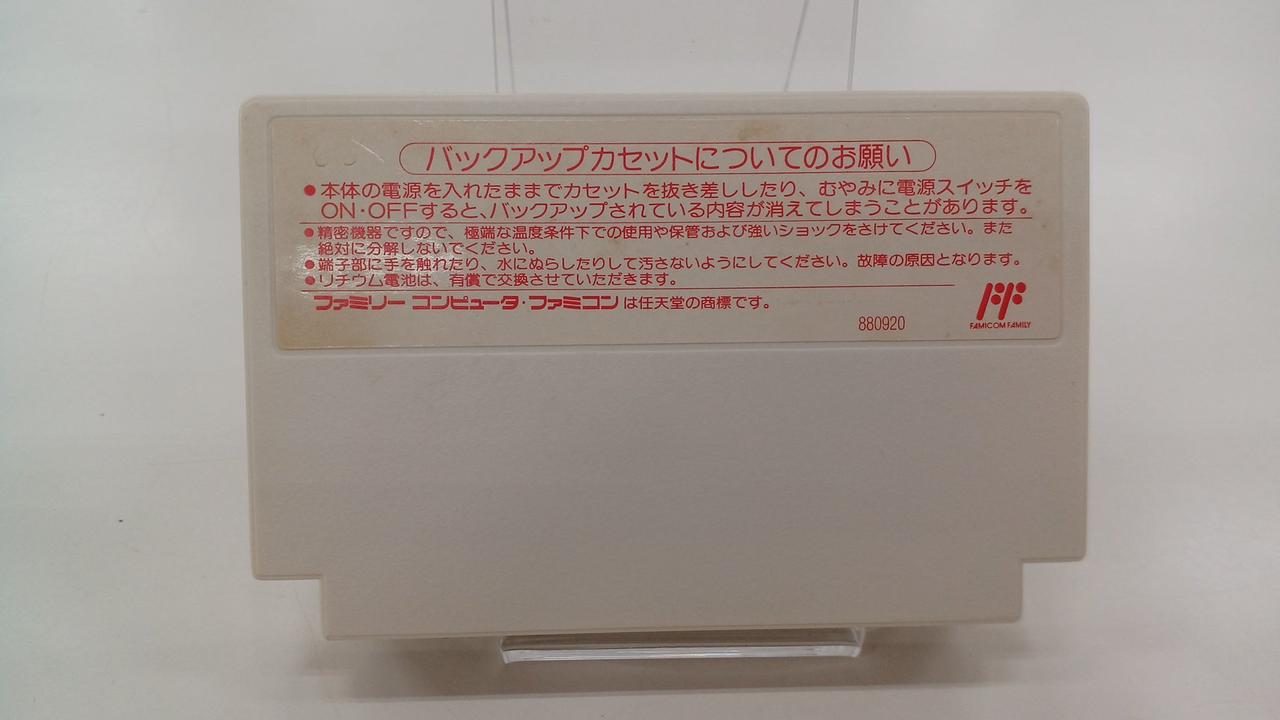 バックアップカセットについてのお願い
●本体の電源を入れたままでカセットを抜き差ししたり、むやみに電源スイッチを
ON・OFFすると、バックアップされている内容が消えてしまうことがあります。
●精密機器ですので、極端な温度条件下での使用や保管および強いショックをさけてください。また
絶対に分解しないでください。
●端子部に手を触れたり、水にぬらしたりして汚さないようにしてください。故障の原因となります。
●リチウム電池は、有償で交換させていただきます。
ファミリー コンピュータ・ファミコンは任天堂の商標です。
880920
FAMICOM FAMILY